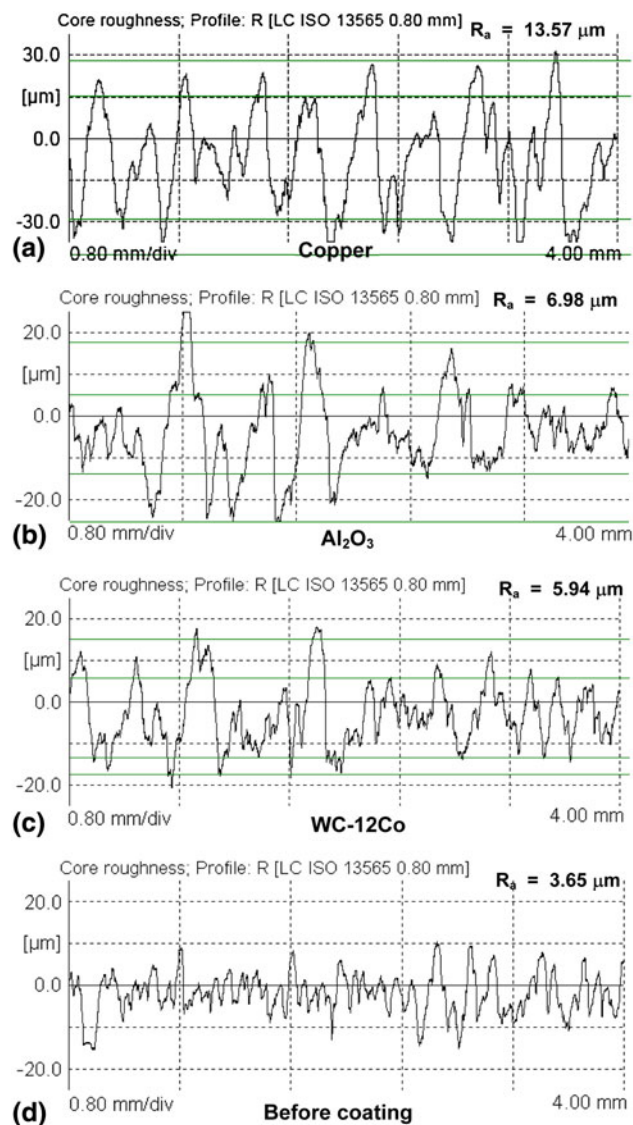 Core roughness; Profile: R [LC ISO 13565 0.80 mm] Ra = 13.57 µm
30.0
[µm]
0.0
-30.0
(a) 0.80 mm/div Copper 4.00 mm
Core roughness; Profile: R [LC ISO 13565 0.80 mm] Ra = 6.98 µm
20.0
[µm]
0.0
-20.0
(b) 0.80 mm/div Al₂O₃ 4.00 mm
Core roughness; Profile: R [LC ISO 13565 0.80 mm] Ra = 5.94 µm
20.0
[µm]
0.0
-20.0
(c) 0.80 mm/div WC-12Co 4.00 mm
Core roughness; Profile: R [LC ISO 13565 0.80 mm] Ra = 3.65 µm
20.0
[µm]
0.0
-20.0
(d) 0.80 mm/div Before coating 4.00 mm